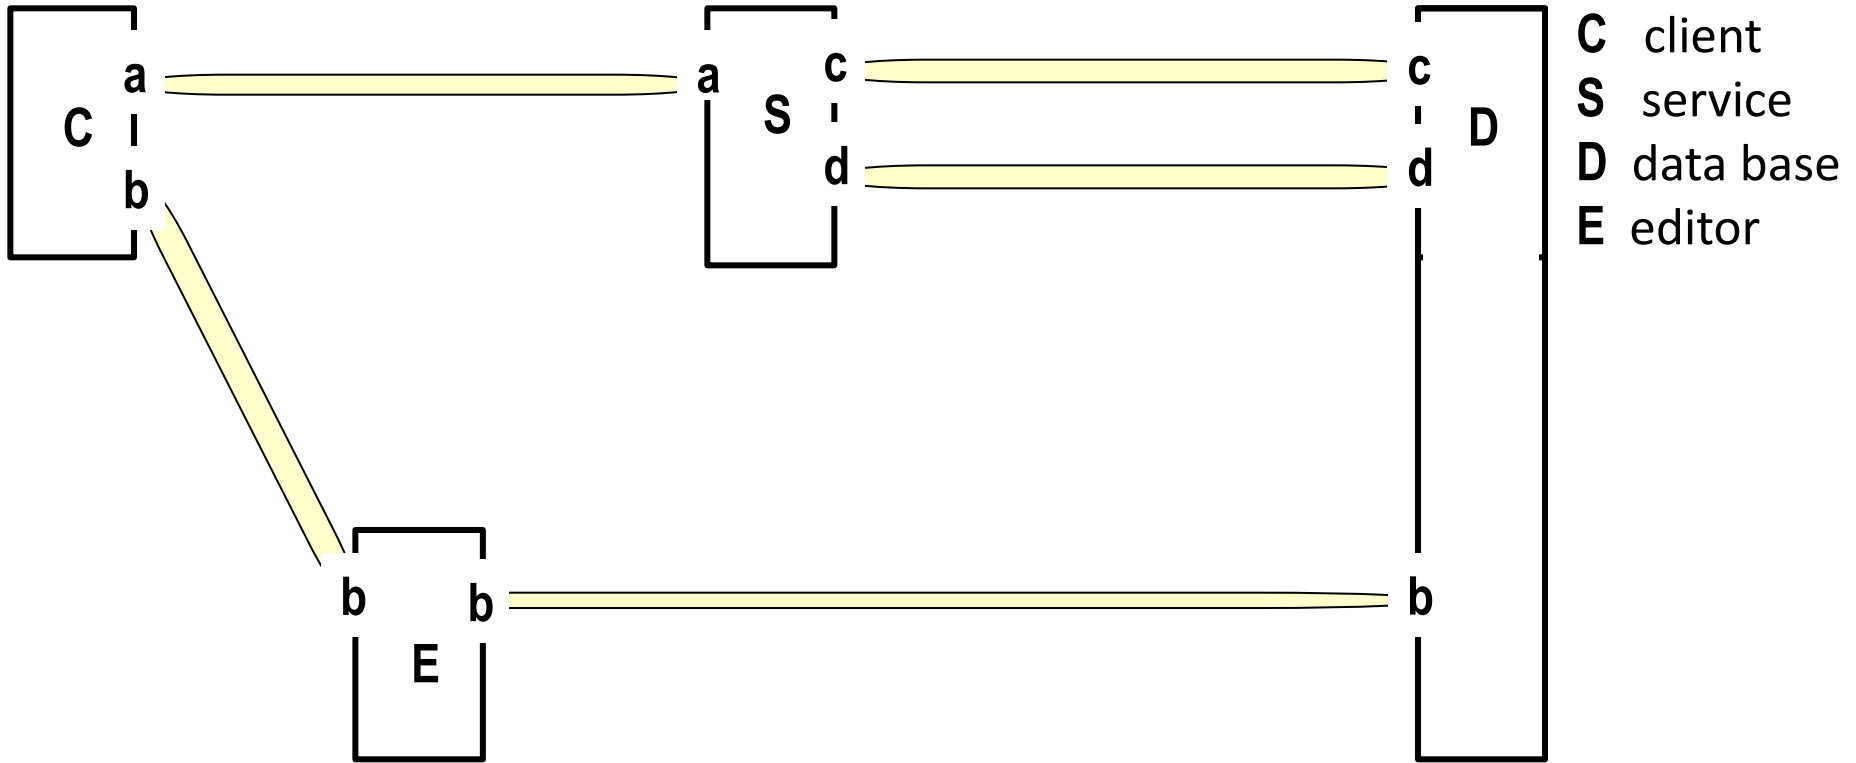 a a c c
C S D
b d d
b b b
E
C client
S service
D data base
E editor